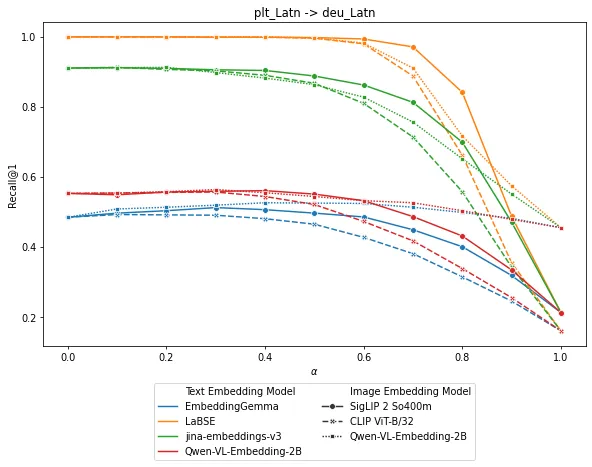 plt_Latn -> deu_Latn
Recall@1
1.0
0.8
0.6
0.4
0.2
0.0 0.2 0.4 0.6 0.8 1.0
α
Text Embedding Model
EmbeddingGemma
LaBSE
jina-embeddings-v3
Qwen-VL-Embedding-2B
Image Embedding Model
SigLIP 2 So400m
CLIP ViT-B/32
Qwen-VL-Embedding-2B